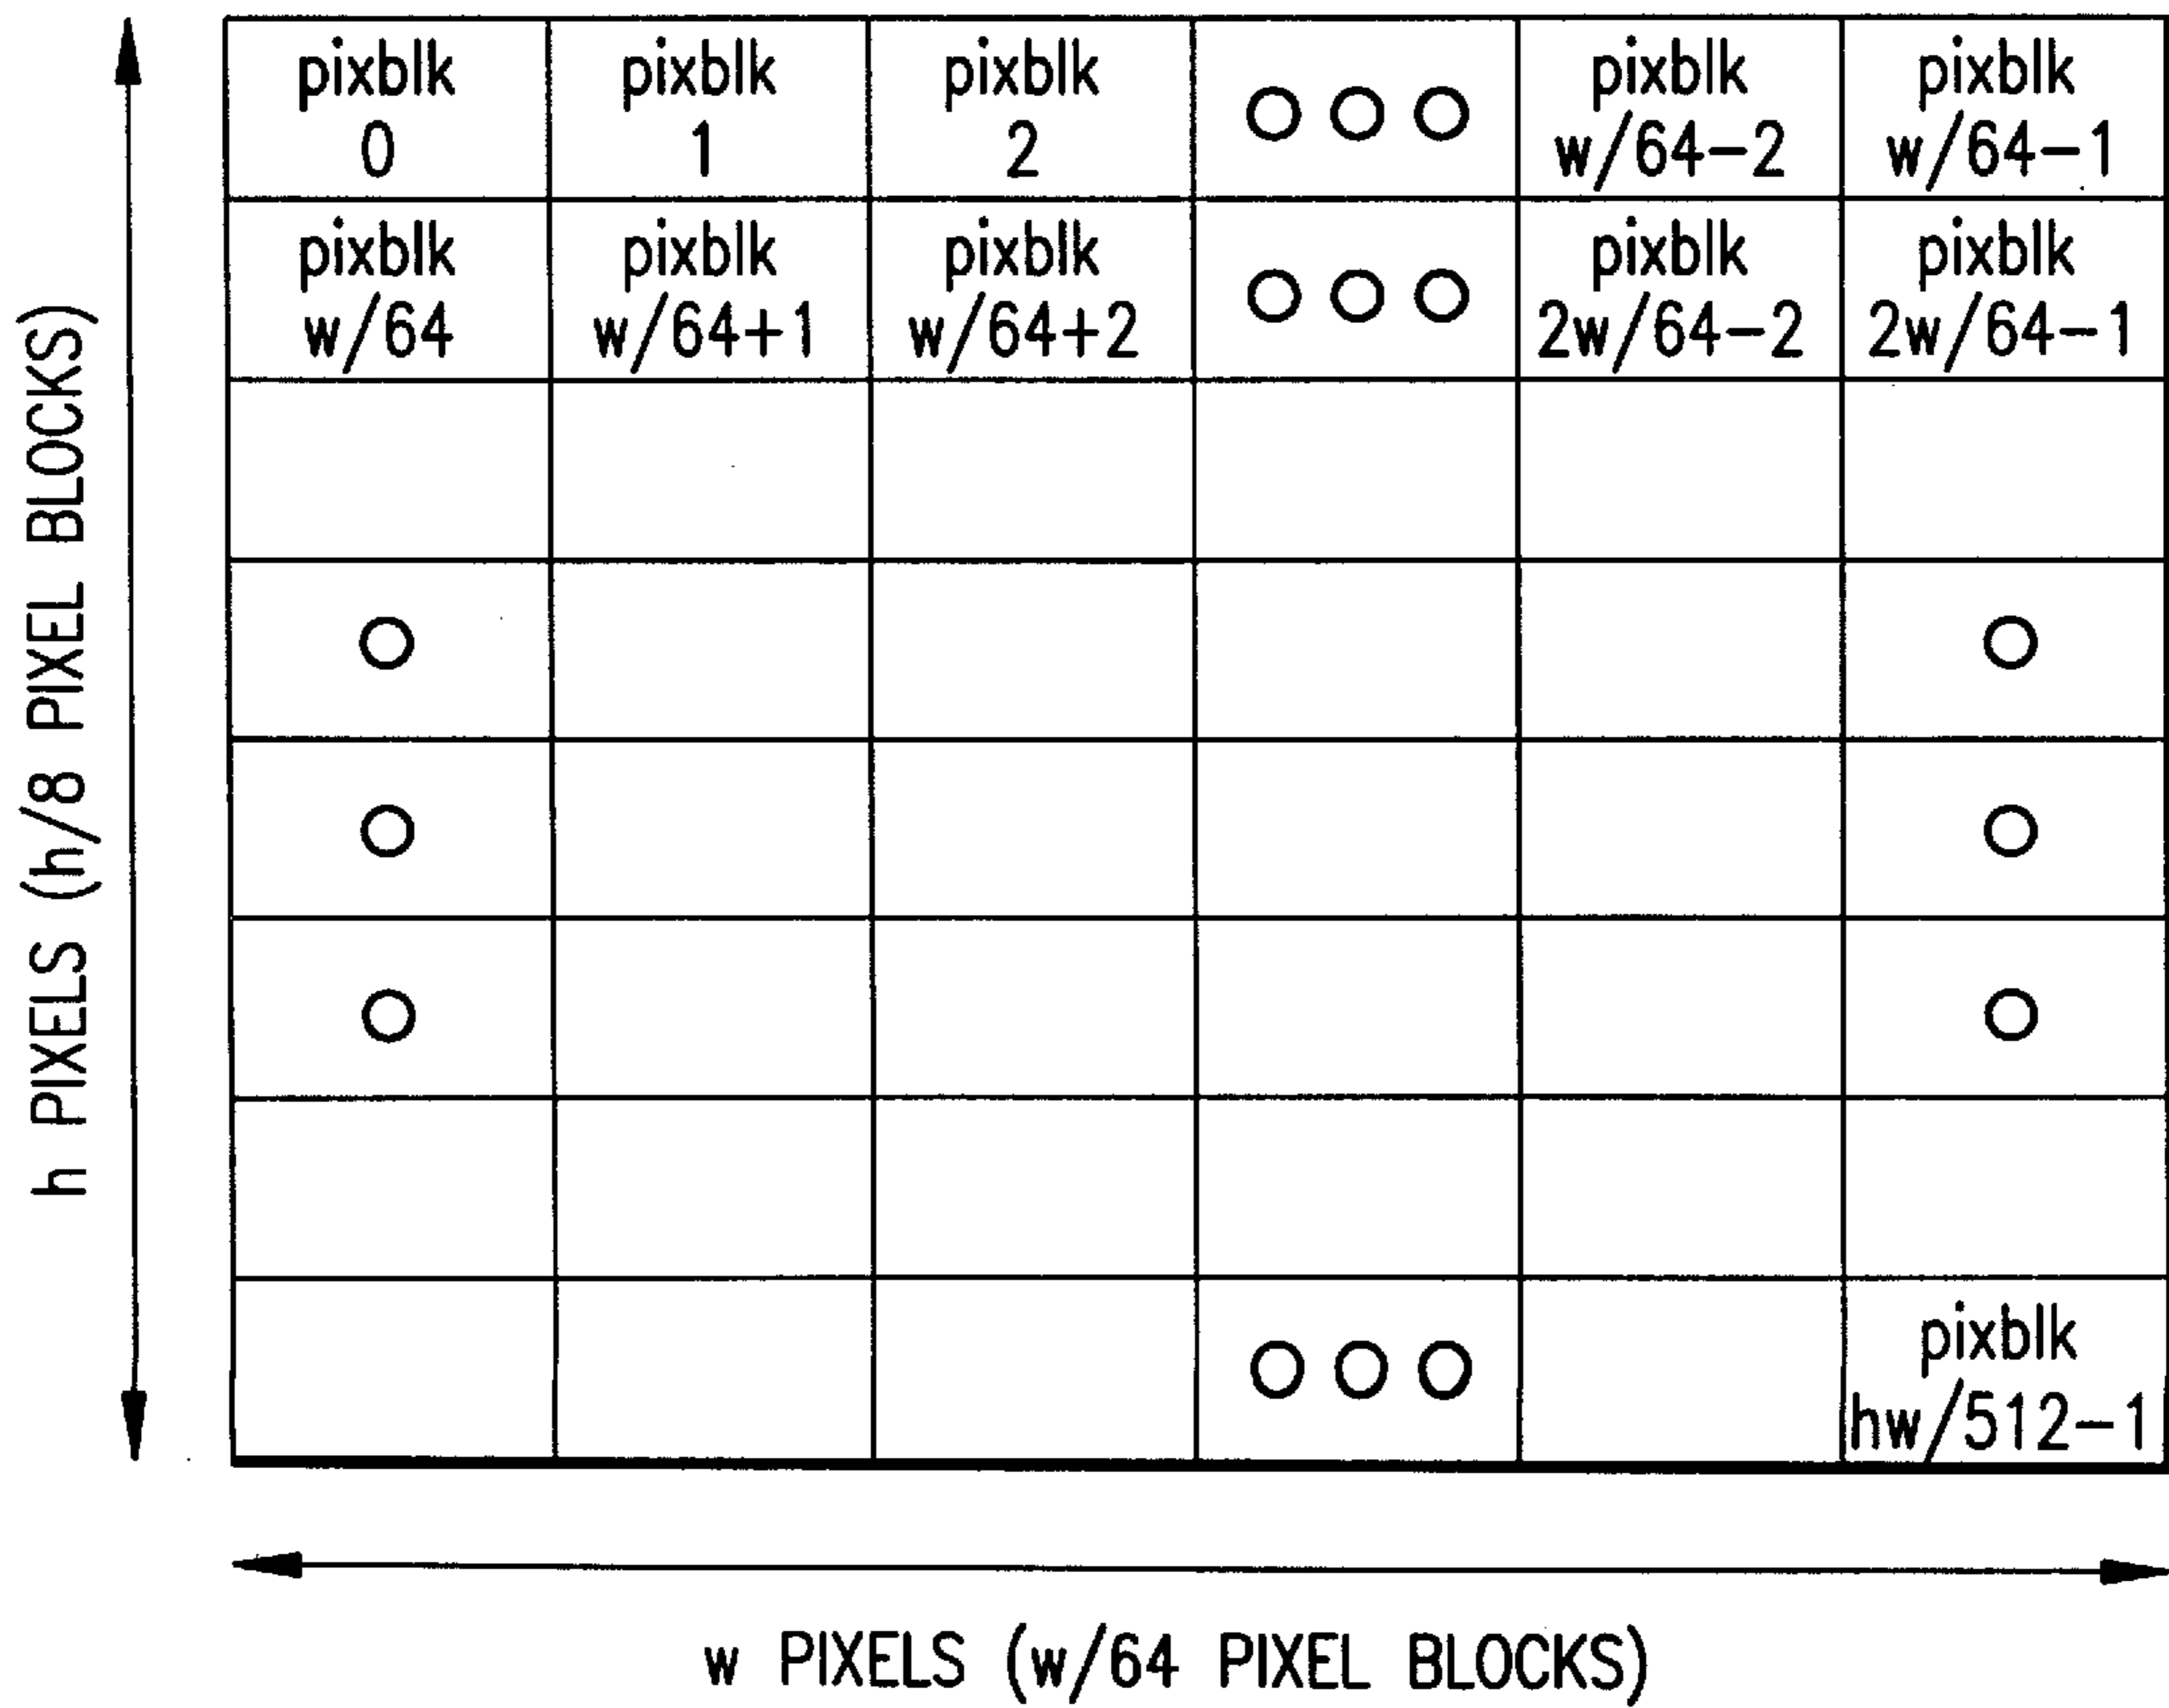 pixblk
0
pixblk
1
pixblk
2
pixblk
w/64-2
pixblk
w/64-1
pixblk
w/64
pixblk
w/64+1
pixblk
w/64+2
pixblk
2w/64-2
pixblk
2w/64-1
pixblk
hw/512-1
h PIXELS (h/8 PIXEL BLOCKS)
w PIXELS (w/64 PIXEL BLOCKS)